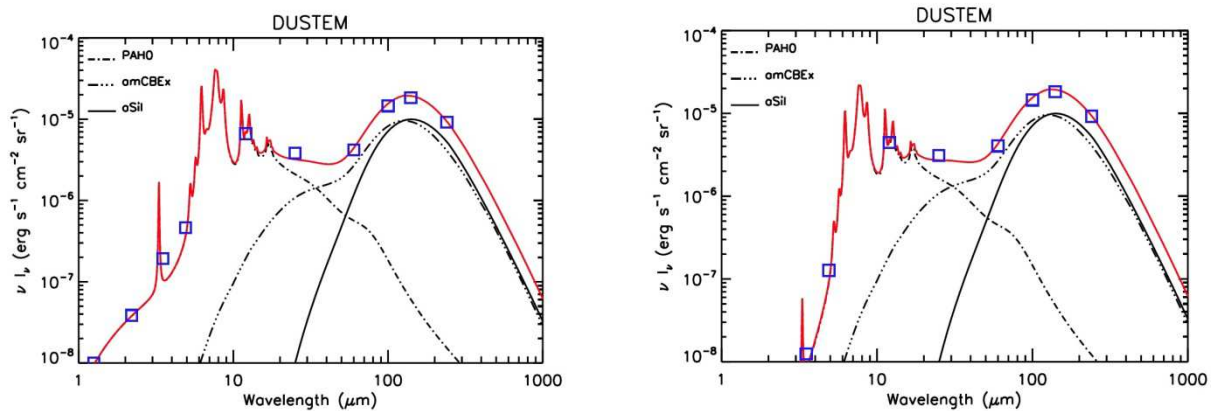 DUSTEM
PAH0
amCBEx
aSil
10⁻⁴
10⁻⁵
10⁻⁶
10⁻⁷
10⁻⁸
ν Iν (erg s⁻¹ cm⁻² sr⁻¹)
1 10 100 1000
Wavelength (μm)
DUSTEM
PAH0
amCBEx
aSil
10⁻⁴
10⁻⁵
10⁻⁶
10⁻⁷
10⁻⁸
ν Iν (erg s⁻¹ cm⁻² sr⁻¹)
1 10 100 1000
Wavelength (μm)